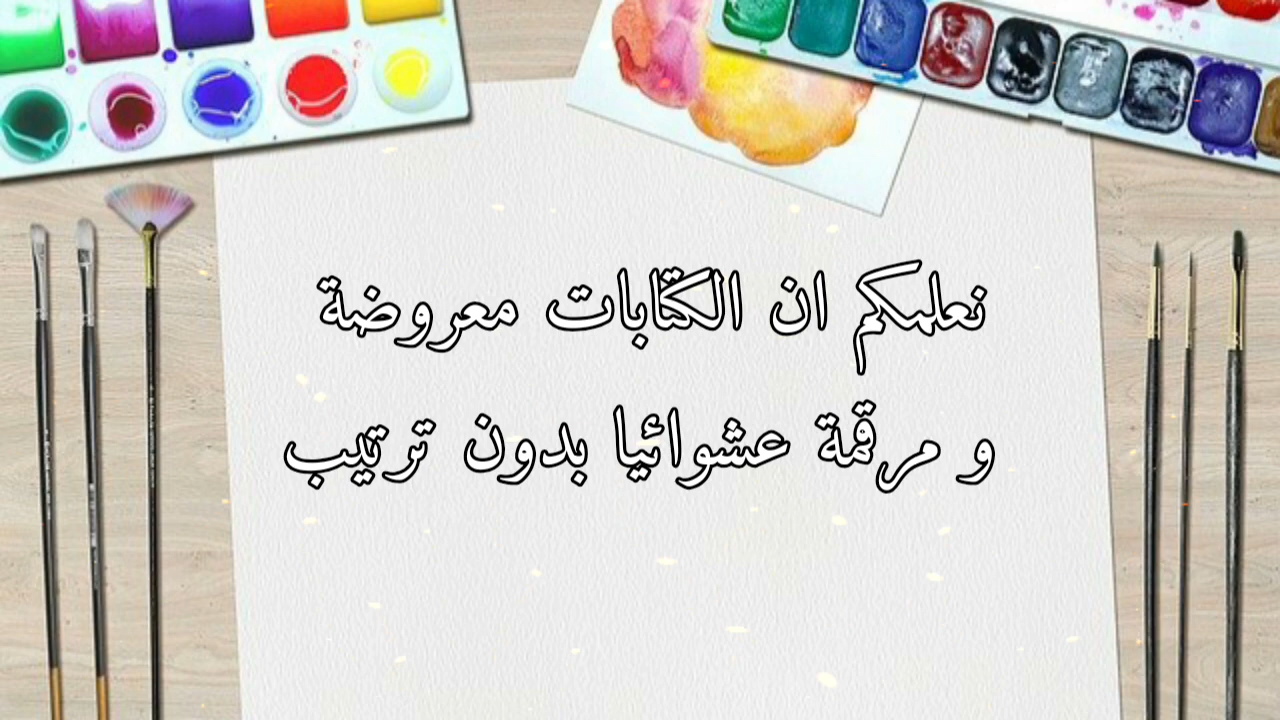 نعلمكم ان الكتابات معروضة
و مرقمة عشوائيا بدون ترتيب